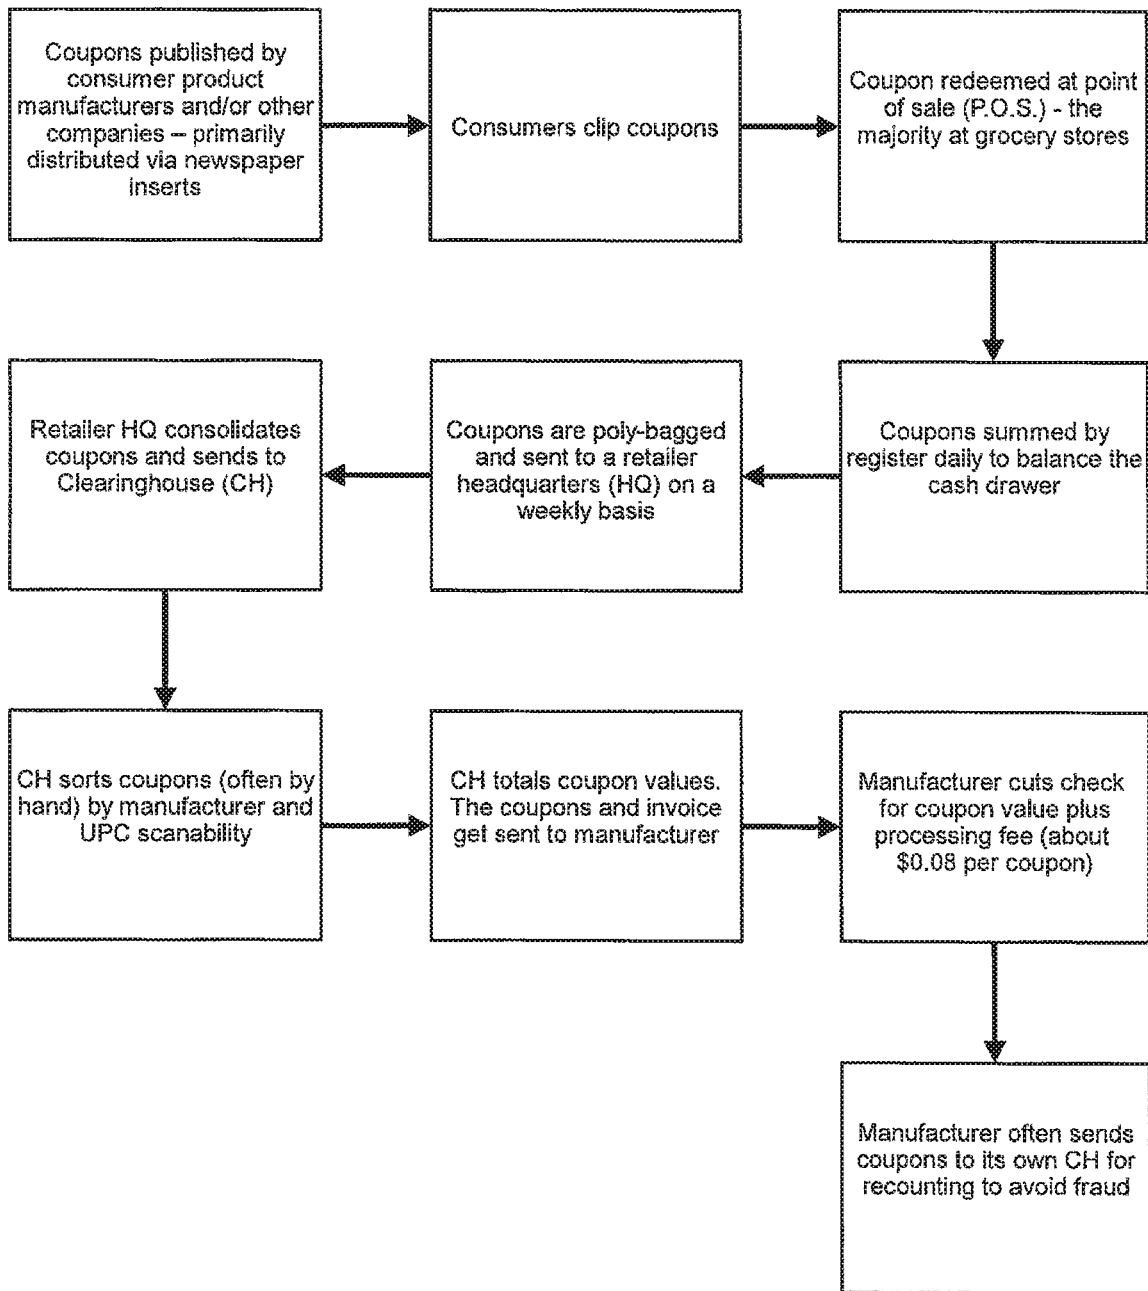 Coupons published by
consumer product
manufacturers and/or other
companies – primarily
distributed via newspaper
inserts
Consumers clip coupons
Coupon redeemed at point
of sale (P.O.S.) - the
majority at grocery stores
Coupons summed by
register daily to balance the
cash drawer
Coupons are poly-bagged
and sent to a retailer
headquarters (HQ) on a
weekly basis
Retailer HQ consolidates
coupons and sends to
Clearinghouse (CH)
CH sorts coupons (often by
hand) by manufacturer and
UPC scanability
CH totals coupon values.
The coupons and invoice
get sent to manufacturer
Manufacturer cuts check
for coupon value plus
processing fee (about
$0.08 per coupon)
Manufacturer often sends
coupons to its own CH for
recounting to avoid fraud